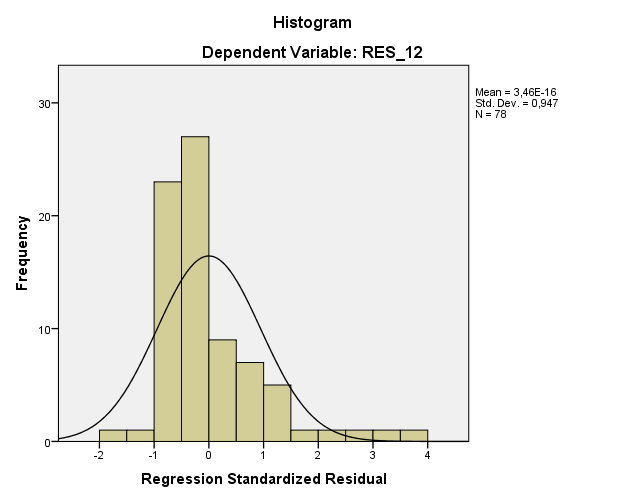 Histogram
Dependent Variable: RES_12
Mean = 3,46E-16
Std. Dev. = 0,947
N = 78
30
20
10
0
Frequency
-2 -1 0 1 2 3 4
Regression Standardized Residual